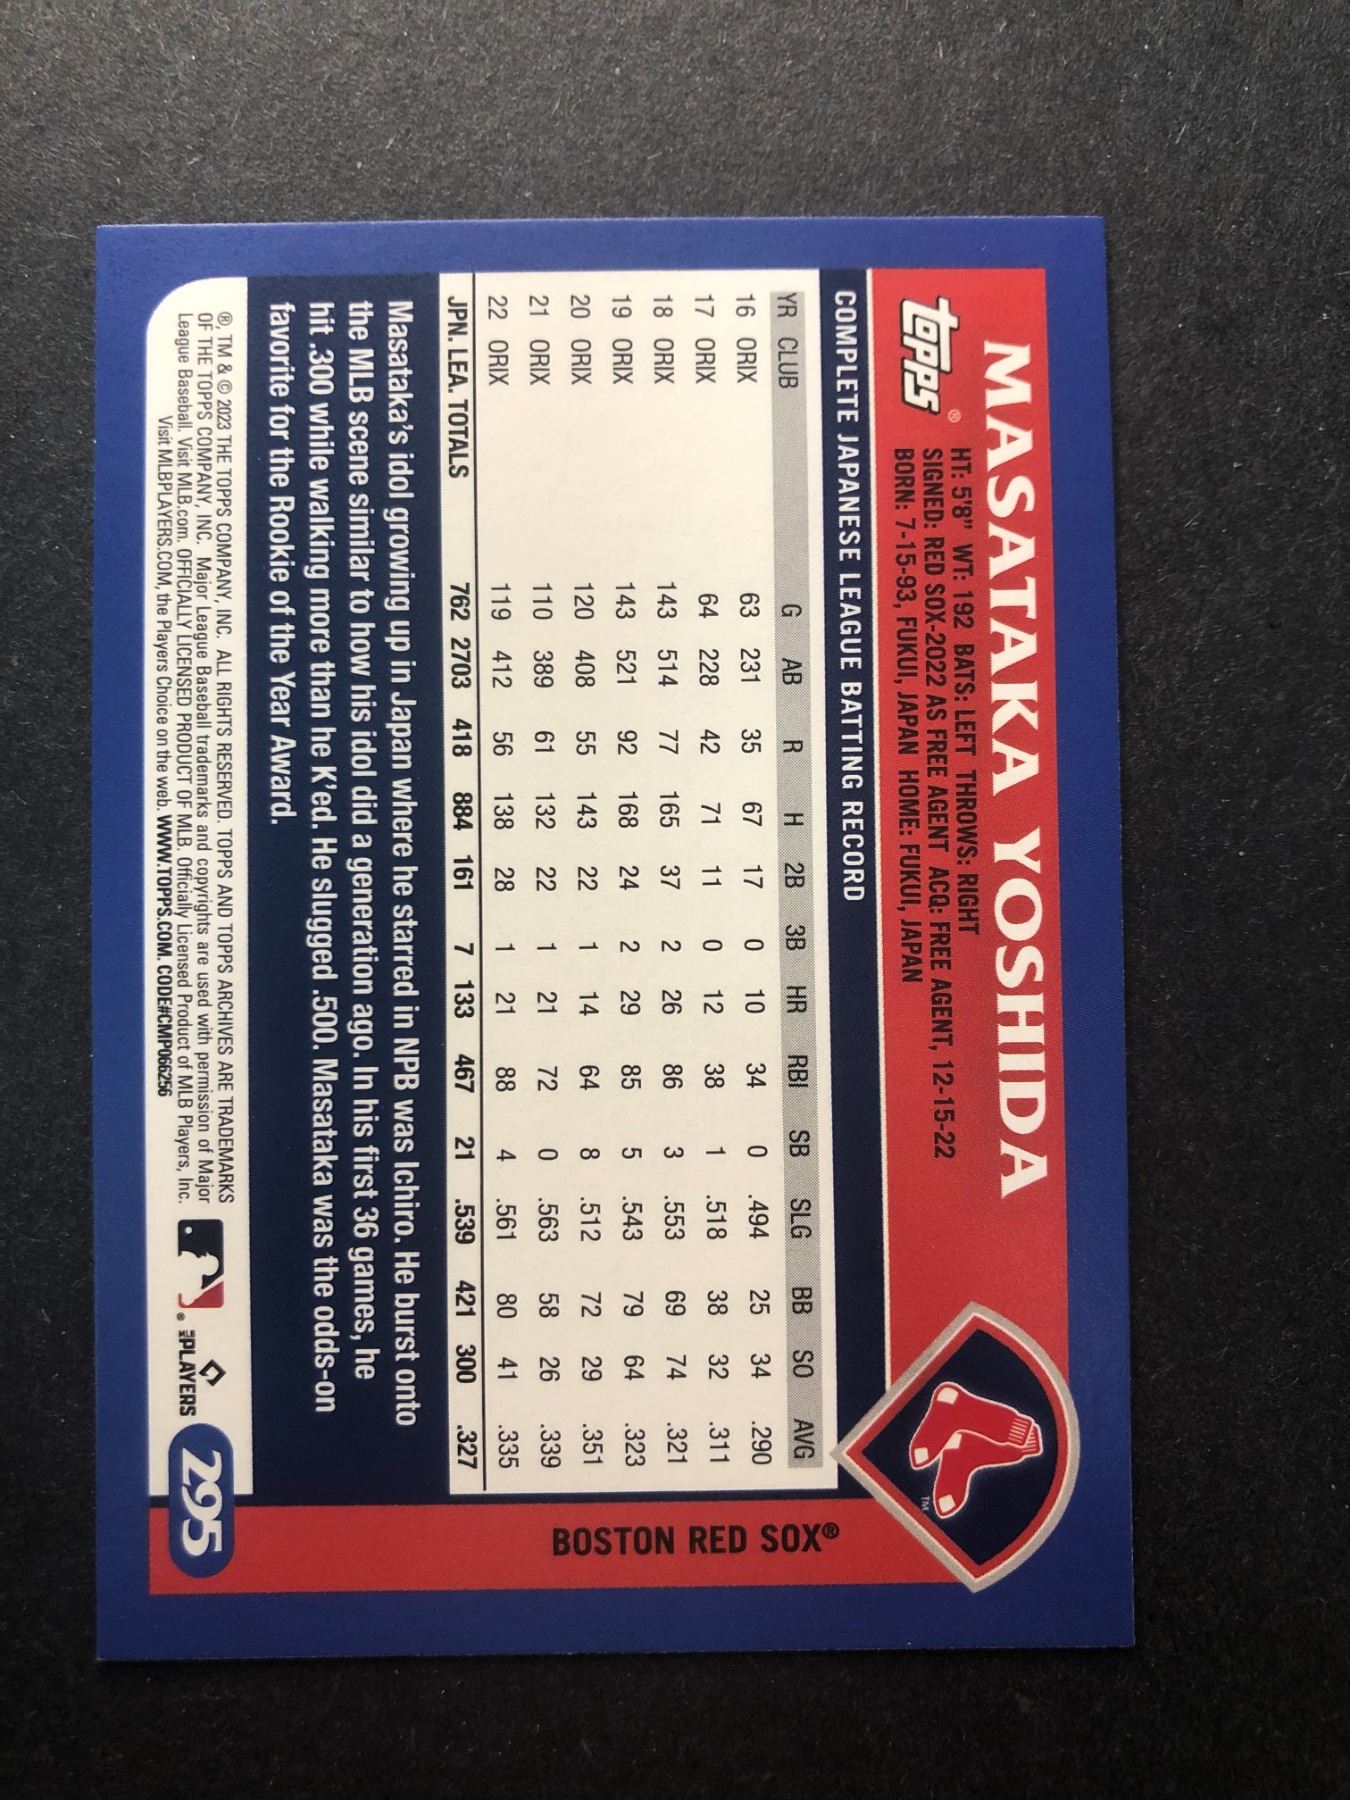 MASATAKA YOSHIDA
topps®
HT: 5'8" WT: 192 BATS: LEFT THROWS: RIGHT
SIGNED: RED SOX-2022 AS FREE AGENT ACQ: FREE AGENT, 12-15-22
BORN: 7-15-93, FUKUI, JAPAN HOME: FUKUI, JAPAN
COMPLETE JAPANESE LEAGUE BATTING RECORD
YR CLUB G AB R H 2B 3B HR RBI SB SLG BB SO AVG
16 ORIX 63 231 35 67 17 0 10 34 0 .494 25 34 .290
17 ORIX 64 228 42 71 11 0 12 38 1 .518 38 32 .311
18 ORIX 143 514 77 165 37 2 26 86 3 .553 69 74 .321
19 ORIX 143 521 92 168 24 2 29 85 5 .543 79 64 .323
20 ORIX 120 408 55 143 22 1 14 64 8 .512 72 29 .351
21 ORIX 110 389 61 132 22 1 21 72 0 .563 58 26 .339
22 ORIX 119 412 56 138 28 1 21 88 4 .561 80 41 .335
JPN. LEA. TOTALS 762 2703 418 884 161 7 133 467 21 .539 421 300 .327
Masataka's idol growing up in Japan where he starred in NPB was Ichiro. He burst onto
the MLB scene similar to how his idol did a generation ago. In his first 36 games, he
hit .300 while walking more than he K'ed. He slugged .500. Masataka was the odds-on
favorite for the Rookie of the Year Award.
®, TM & © 2023 THE TOPPS COMPANY, INC. ALL RIGHTS RESERVED. TOPPS AND TOPPS ARCHIVES ARE TRADEMARKS
OF THE TOPPS COMPANY, INC. Major League Baseball trademarks and copyrights are used with permission of Major
League Baseball. Visit MLB.com. OFFICIALLY LICENSED PRODUCT OF MLB. Officially Licensed Product of MLB Players, Inc.
Visit MLBPLAYERS.COM, the Players Choice on the web. WWW.TOPPS.COM. CODE#CMP066256
®
MLB PLAYERS
295
BOSTON RED SOX®
TM